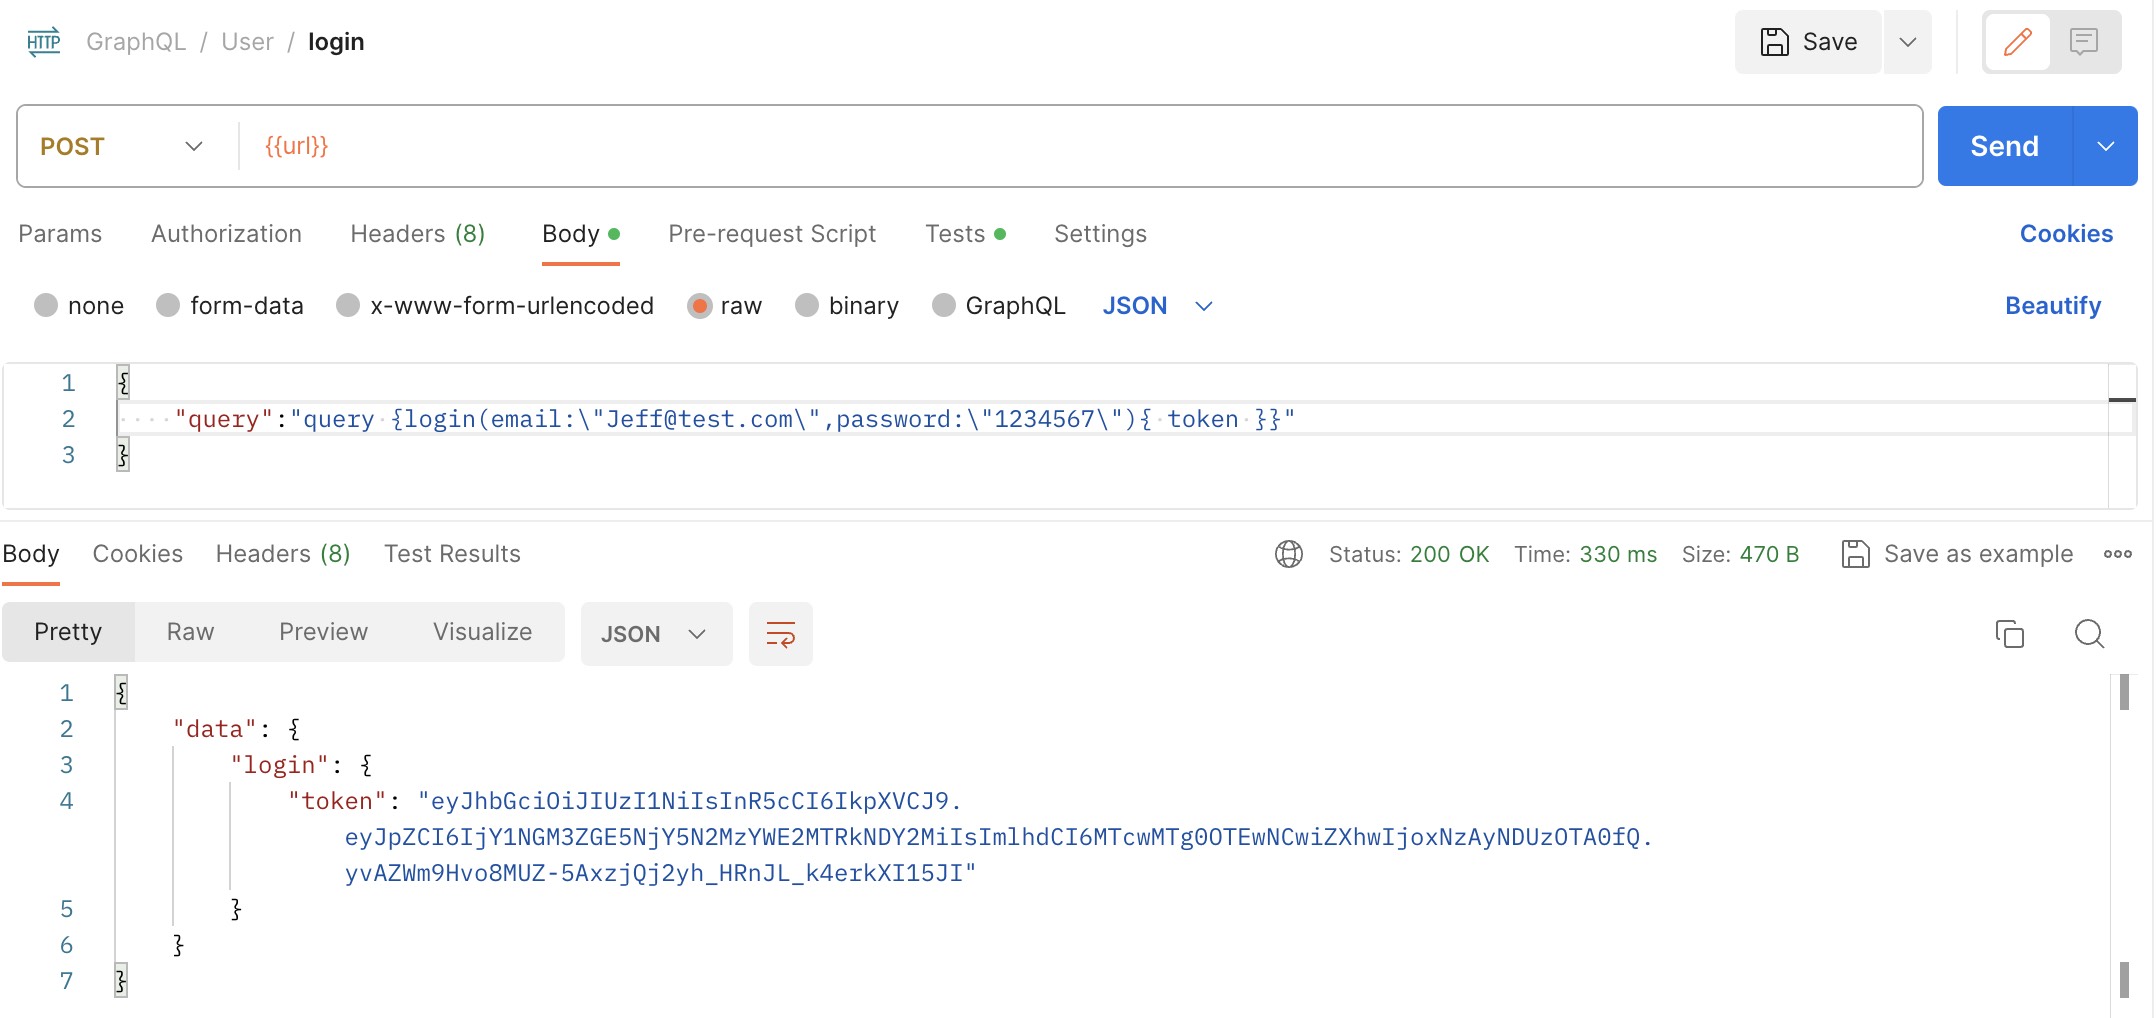 HTTP GraphQL / User / login Save
POST {{url}} Send
Params Authorization Headers (8) Body Pre-request Script Tests Settings Cookies
none form-data x-www-form-urlencoded raw binary GraphQL JSON Beautify
1 {
2 "query":"query {login(email:\"Jeff@test.com\",password:\"1234567\"){ token }}"
3 }
Body Cookies Headers (8) Test Results Status: 200 OK Time: 330 ms Size: 470 B Save as example
Pretty Raw Preview Visualize JSON
1 {
2 "data": {
3 "login": {
4 "token": "eyJhbGciOiJIUzI1NiIsInR5cCI6IkpXVCJ9.
eyJpZCI6IjY1NGM3ZGE5NjY5N2MzYWE2MTRkNDY2MiIsImlhdCI6MTcwMTg0OTEwNCwiZXhwIjoxNzAyNDUzOTA0fQ.
yvAZWm9Hvo8MUZ-5AxzjQj2yh_HRnJL_k4erkXI15JI"
5 }
6 }
7 }